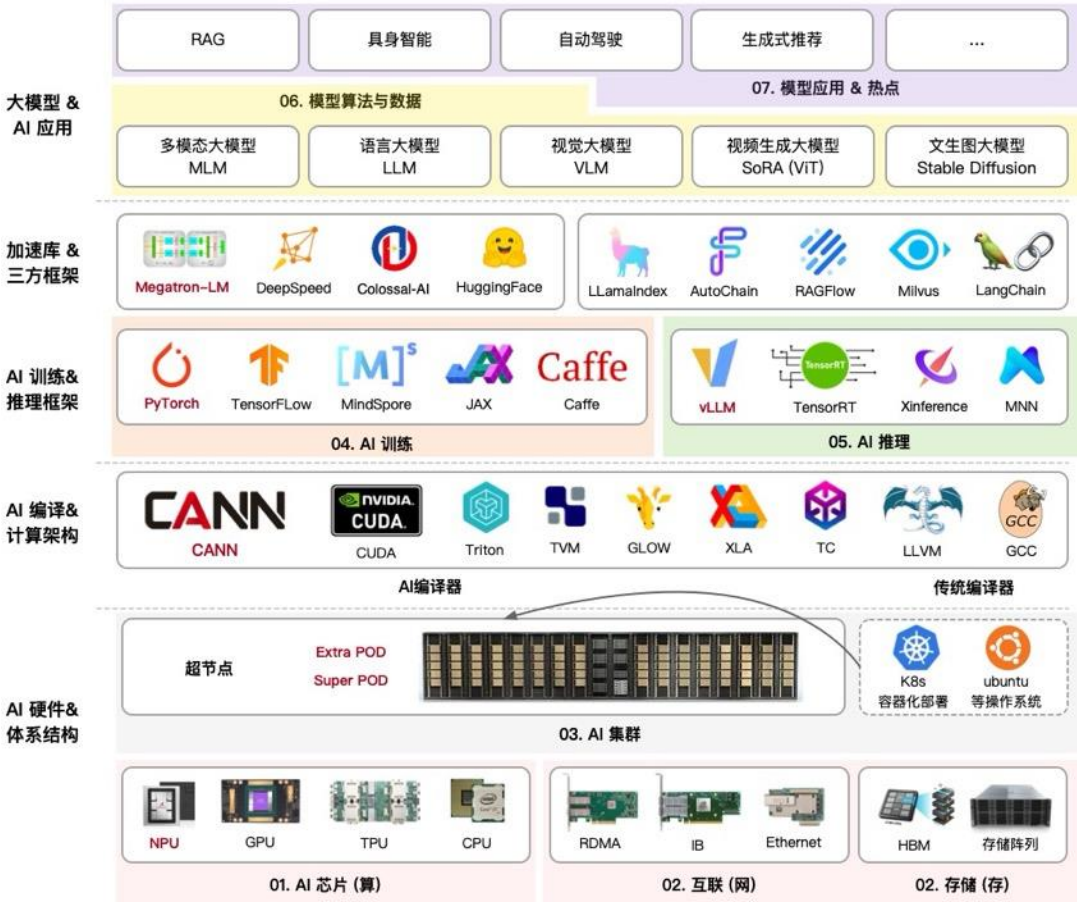 RAG
具身智能
自动驾驶
生成式推荐
...
大模型 &
AI 应用
06. 模型算法与数据
07. 模型应用 & 热点
多模态大模型
MLM
语言大模型
LLM
视觉大模型
VLM
视频生成大模型
SoRA (ViT)
文生图大模型
Stable Diffusion
加速库 &
三方框架
Megatron-LM
DeepSpeed
Colossal-AI
HuggingFace
LLamaIndex
AutoChain
RAGFlow
Milvus
LangChain
AI 训练&
推理框架
[M]s
Caffe
TensorRT
PyTorch
TensorFLow
MindSpore
JAX
Caffe
vLLM
TensorRT
Xinference
MNN
04. AI 训练
05. AI 推理
AI 编译&
计算架构
CANN
NVIDIA.
CUDA.
GCC
CANN
CUDA
Triton
TVM
GLOW
XLA
TC
LLVM
GCC
AI编译器
传统编译器
AI 硬件&
体系结构
超节点
Extra POD
Super POD
K8s
容器化部署
ubuntu
等操作系统
03. AI 集群
NPU
GPU
TPU
CPU
RDMA
IB
Ethernet
HBM
存储阵列
01. AI 芯片 (算)
02. 互联 (网)
02. 存储 (存)